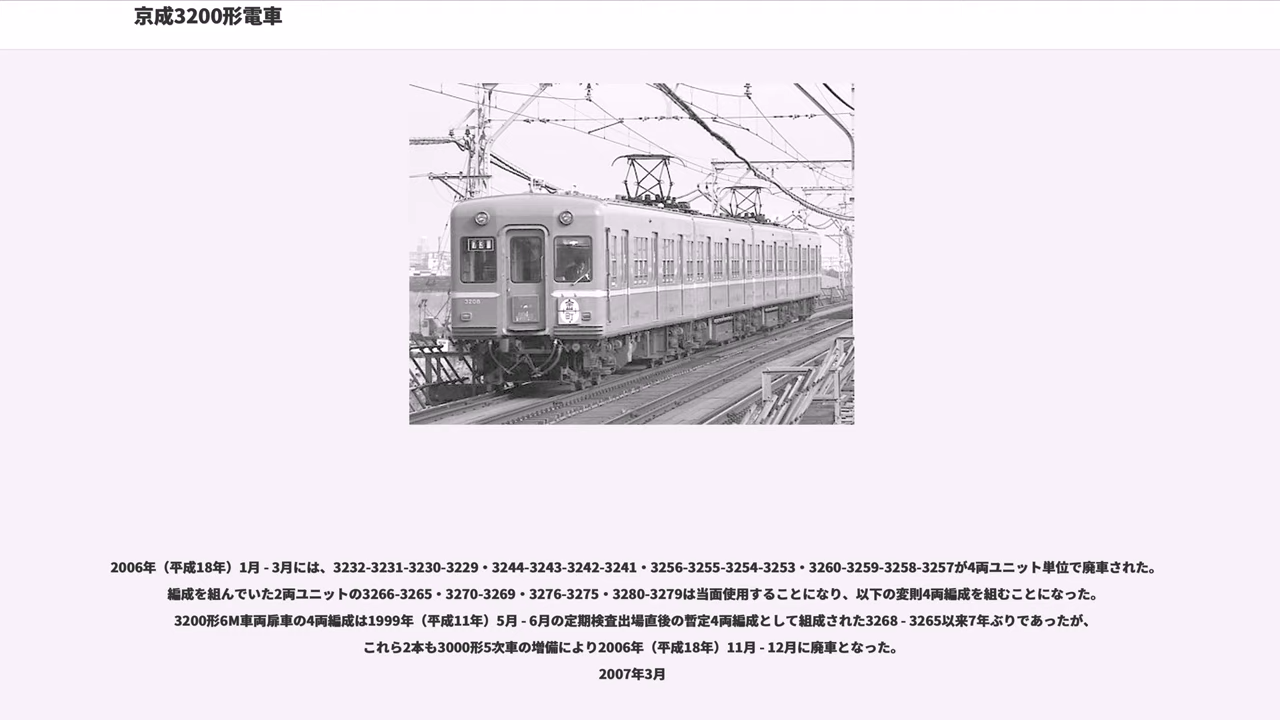 京成3200形電車
3208
2006年（平成18年）1月 - 3月には、3232-3231-3230-3229・3244-3243-3242-3241・3256-3255-3254-3253・3260-3259-3258-3257が4両ユニット単位で廃車された。
編成を組んでいた2両ユニットの3266-3265・3270-3269・3276-3275・3280-3279は当面使用することになり、以下の変則4両編成を組むことになった。
3200形6M車両扉車の4両編成は1999年（平成11年）5月 - 6月の定期検査出場直後の暫定4両編成として組成された3268 - 3265以来7年ぶりであったが、
これら2本も3000形5次車の増備により2006年（平成18年）11月 - 12月に廃車となった。
2007年3月